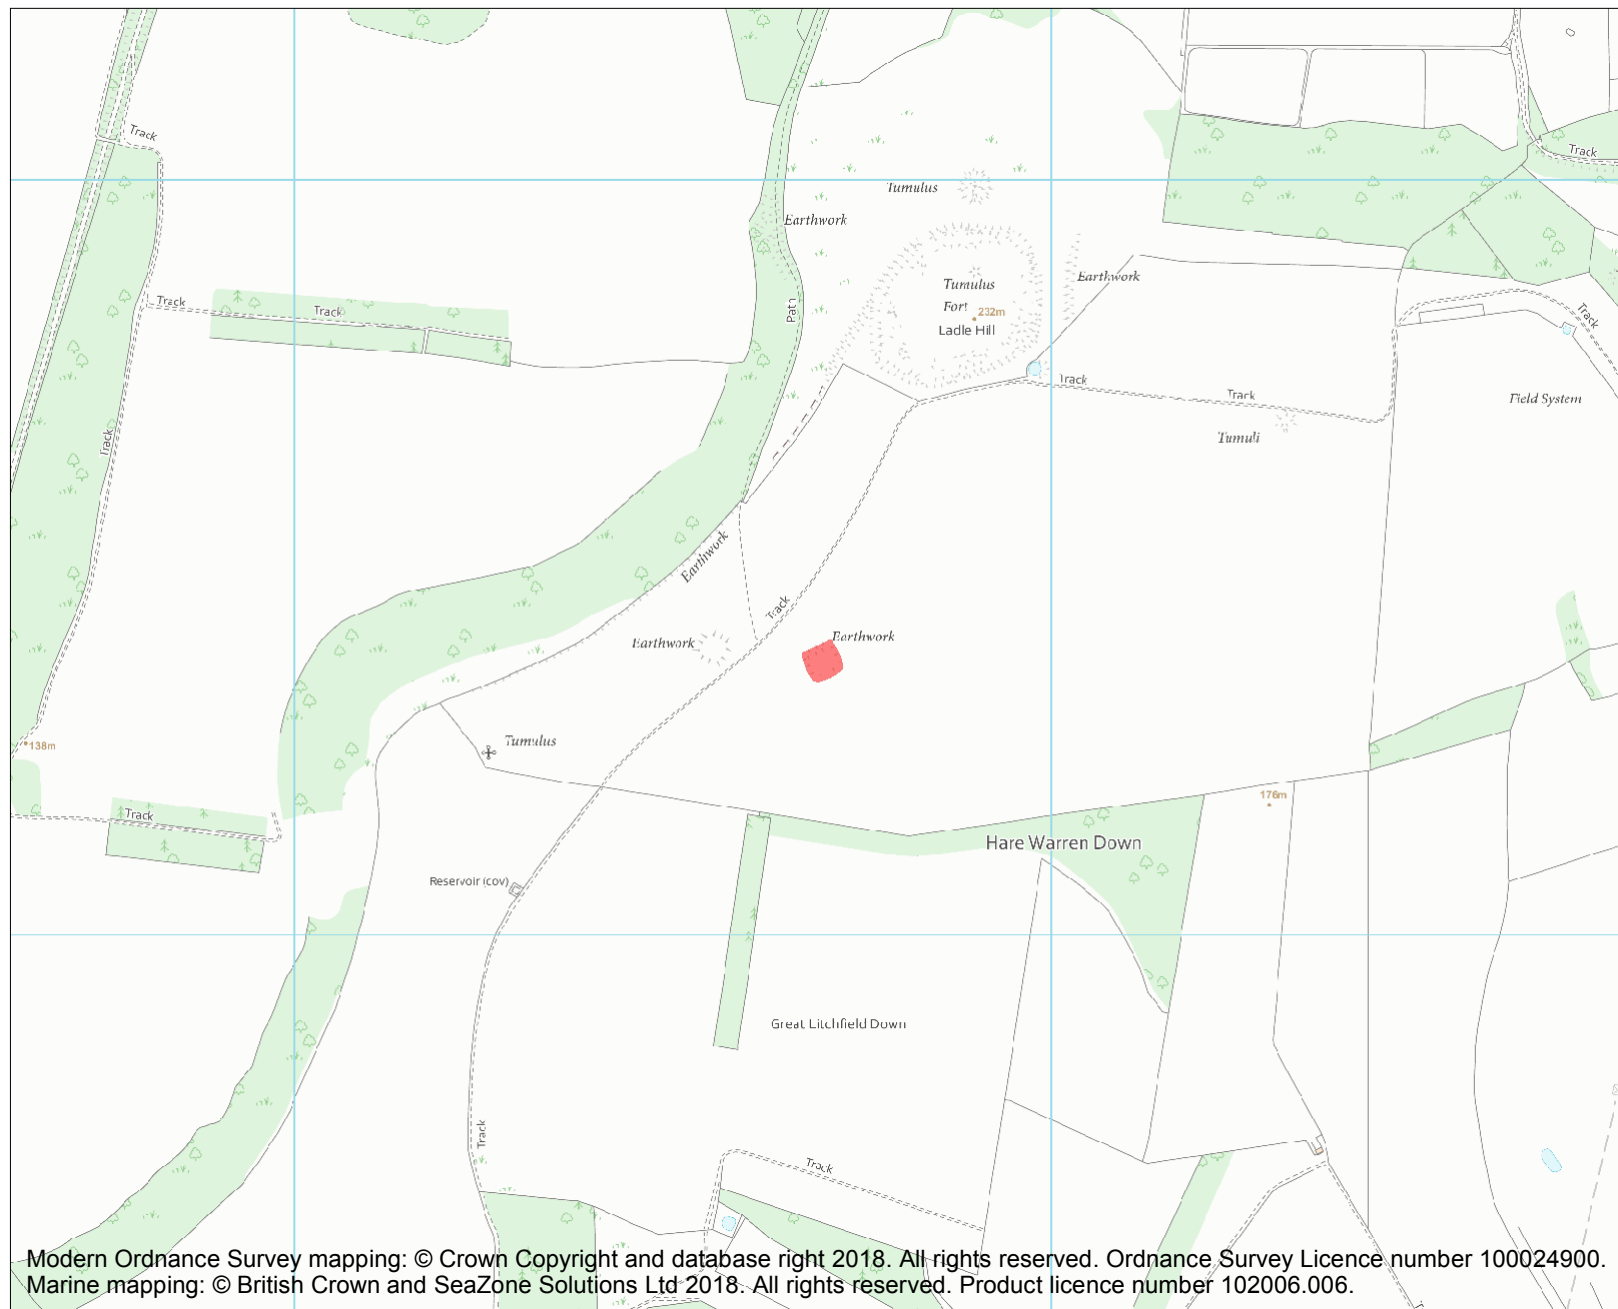 Track
Track
Tumulus
Earthwork
Earthwork
Tumulus
Fort
232m
Ladle Hill
Track
Track
Path
Track
Track
Track
Field System
Tumuli
Track
Earthwork
Track
Earthwork
Earthwork
Tumulus
138m
176m
Track
Hare Warren Down
Reservoir (cov)
Great Litchfield Down
Track
Track
Modern Ordnance Survey mapping: © Crown Copyright and database right 2018. All rights reserved. Ordnance Survey Licence number 100024900.
Marine mapping: © British Crown and SeaZone Solutions Ltd 2018. All rights reserved. Product licence number 102006.006.